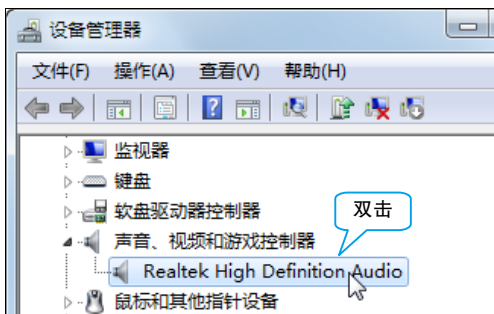 设备管理器
文件(F) 操作(A) 查看(V) 帮助(H)
监视器
键盘
软盘驱动器控制器
双击
声音、视频和游戏控制器
Realtek High Definition Audio
鼠标和其他指针设备